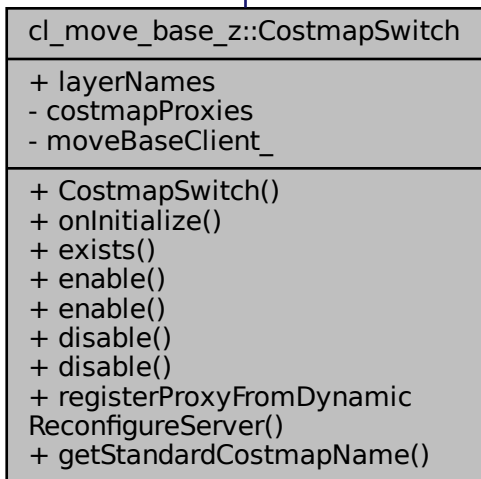 cl_move_base_z::CostmapSwitch
+ layerNames
- costmapProxies
- moveBaseClient_
+ CostmapSwitch()
+ onInitialize()
+ exists()
+ enable()
+ enable()
+ disable()
+ disable()
+ registerProxyFromDynamic
ReconfigureServer()
+ getStandardCostmapName()